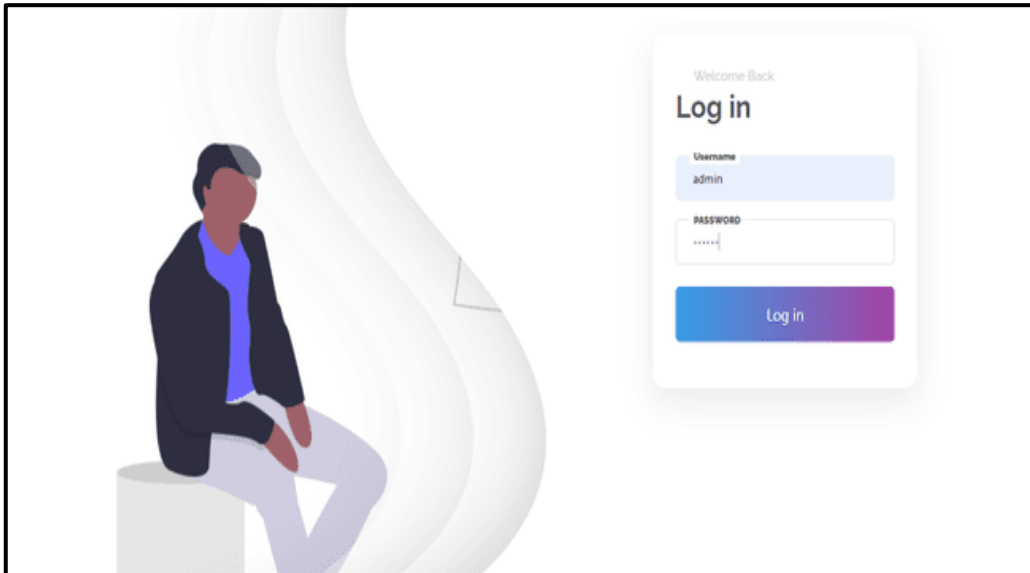 Welcome Back
Log in
Username
admin
PASSWORD
••••••
Log in